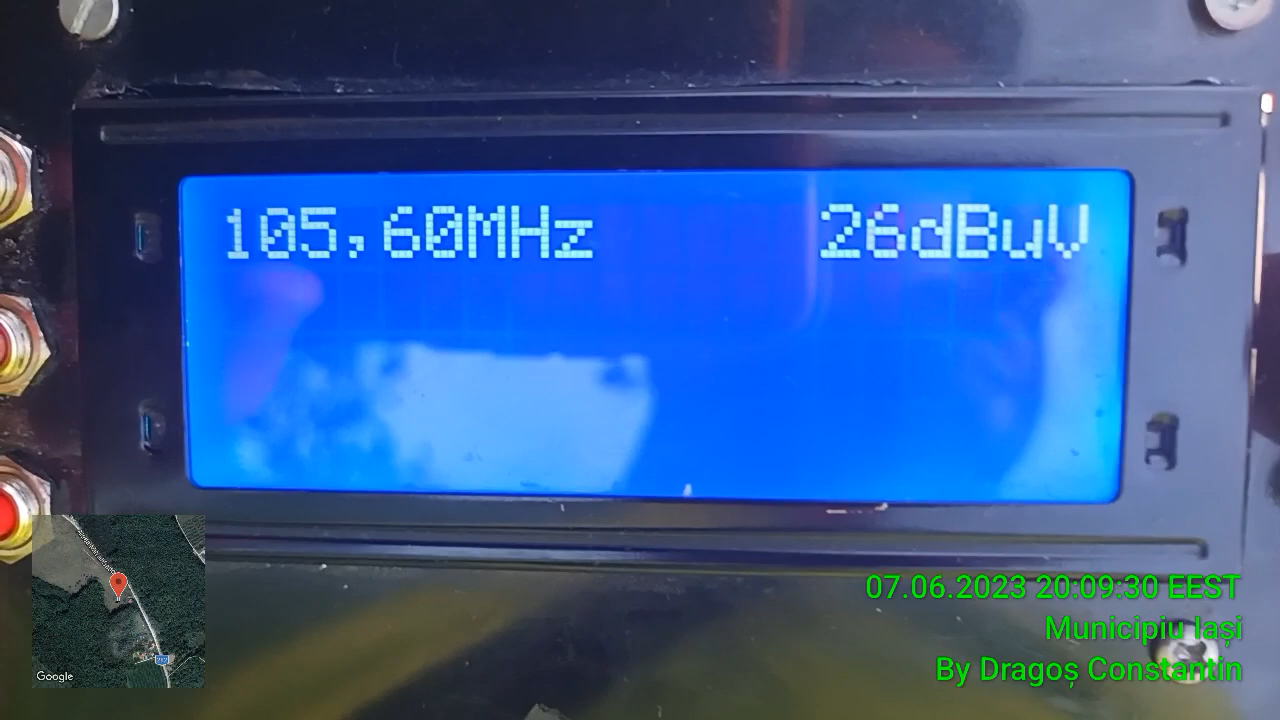 105,60MHz 26dBuV
07.06.2023 20:09:30 EEST
Municipiu Iași
By Dragoș Constantin
Google